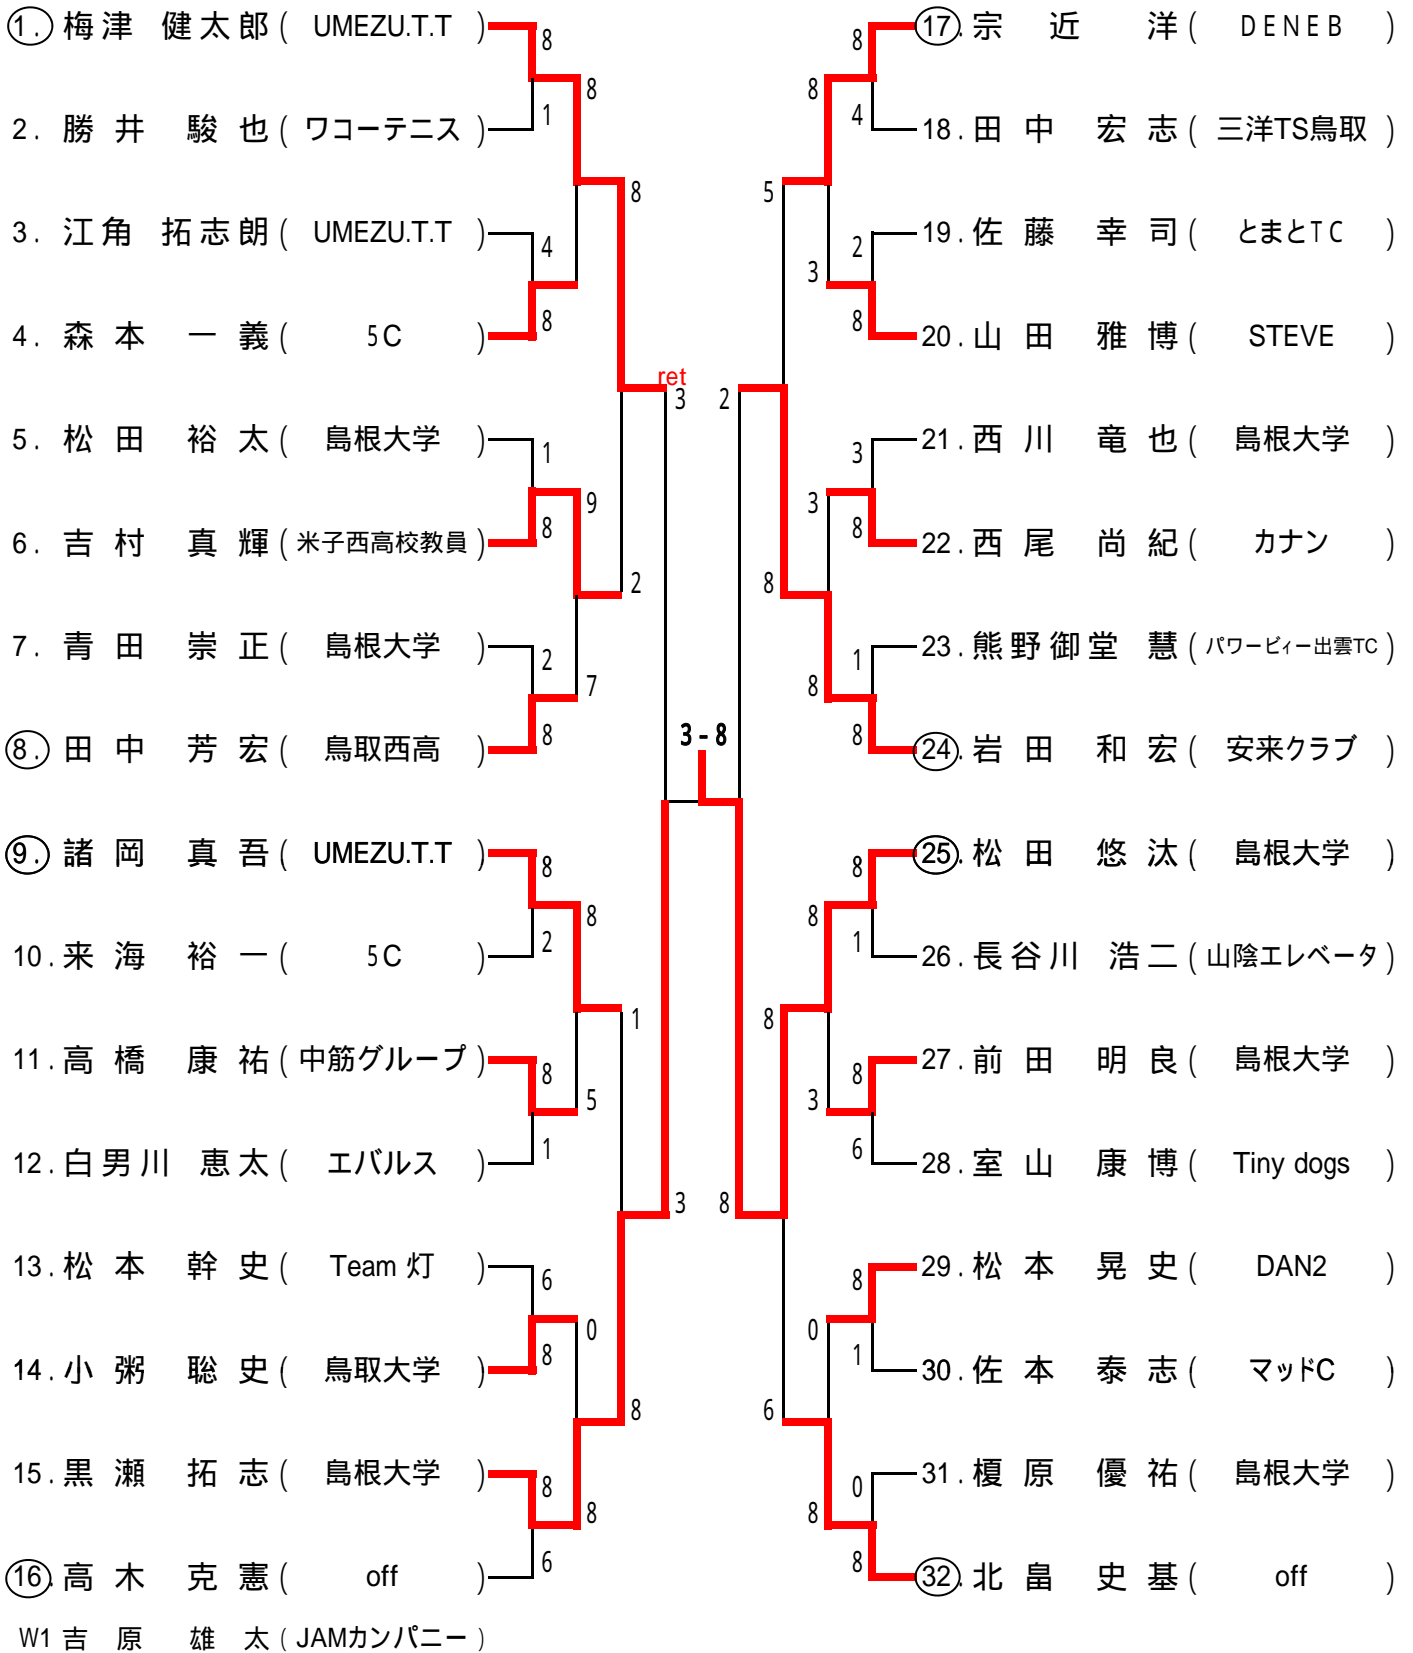 1. 梅津 健太郎 ( UMEZU.T.T ) 8
8
2. 勝井 駿也 ( ワコーテニス ) 1
8
3. 江角 拓志朗 ( UMEZU.T.T ) 4
4. 森本 一義 ( 5C ) 8
ret
3
5. 松田 裕太 ( 島根大学 ) 1
9
6. 吉村 真輝 ( 米子西高校教員 ) 8
2
7. 青田 崇正 ( 島根大学 ) 2
7
8. 田中 芳宏 ( 鳥取西高 ) 8
3-8
9. 諸岡 真吾 ( UMEZU.T.T ) 8
8
10. 来海 裕一 ( 5C ) 2
1
11. 高橋 康祐 ( 中筋グループ ) 8
5
12. 白男川 恵太 ( エバルス ) 1
3
13. 松本 幹史 ( Team 灯 ) 6
0
14. 小粥 聡史 ( 鳥取大学 ) 8
8
15. 黒瀬 拓志 ( 島根大学 ) 8
8
16. 高木 克憲 ( off ) 6
W1 吉原 雄太 ( JAMカンパニー )
8 17. 宗近 洋 ( DENEB )
8
4 18. 田中 宏志 ( 三洋TS鳥取 )
5
2 19. 佐藤 幸司 ( とまとTC )
3
8 20. 山田 雅博 ( STEVE )
2
3 21. 西川 竜也 ( 島根大学 )
3
8 22. 西尾 尚紀 ( カナン )
8
1 23. 熊野御堂 慧 ( パワービィー出雲TC )
8
8 24. 岩田 和宏 ( 安来クラブ )
8 25. 松田 悠汰 ( 島根大学 )
8
1 26. 長谷川 浩二 ( 山陰エレベータ )
8
8 27. 前田 明良 ( 島根大学 )
3
6 28. 室山 康博 ( Tiny dogs )
8
8 29. 松本 晃史 ( DAN2 )
0
1 30. 佐本 泰志 ( マッドC )
6
0 31. 榎原 優祐 ( 島根大学 )
8
8 32. 北畠 史基 ( off )